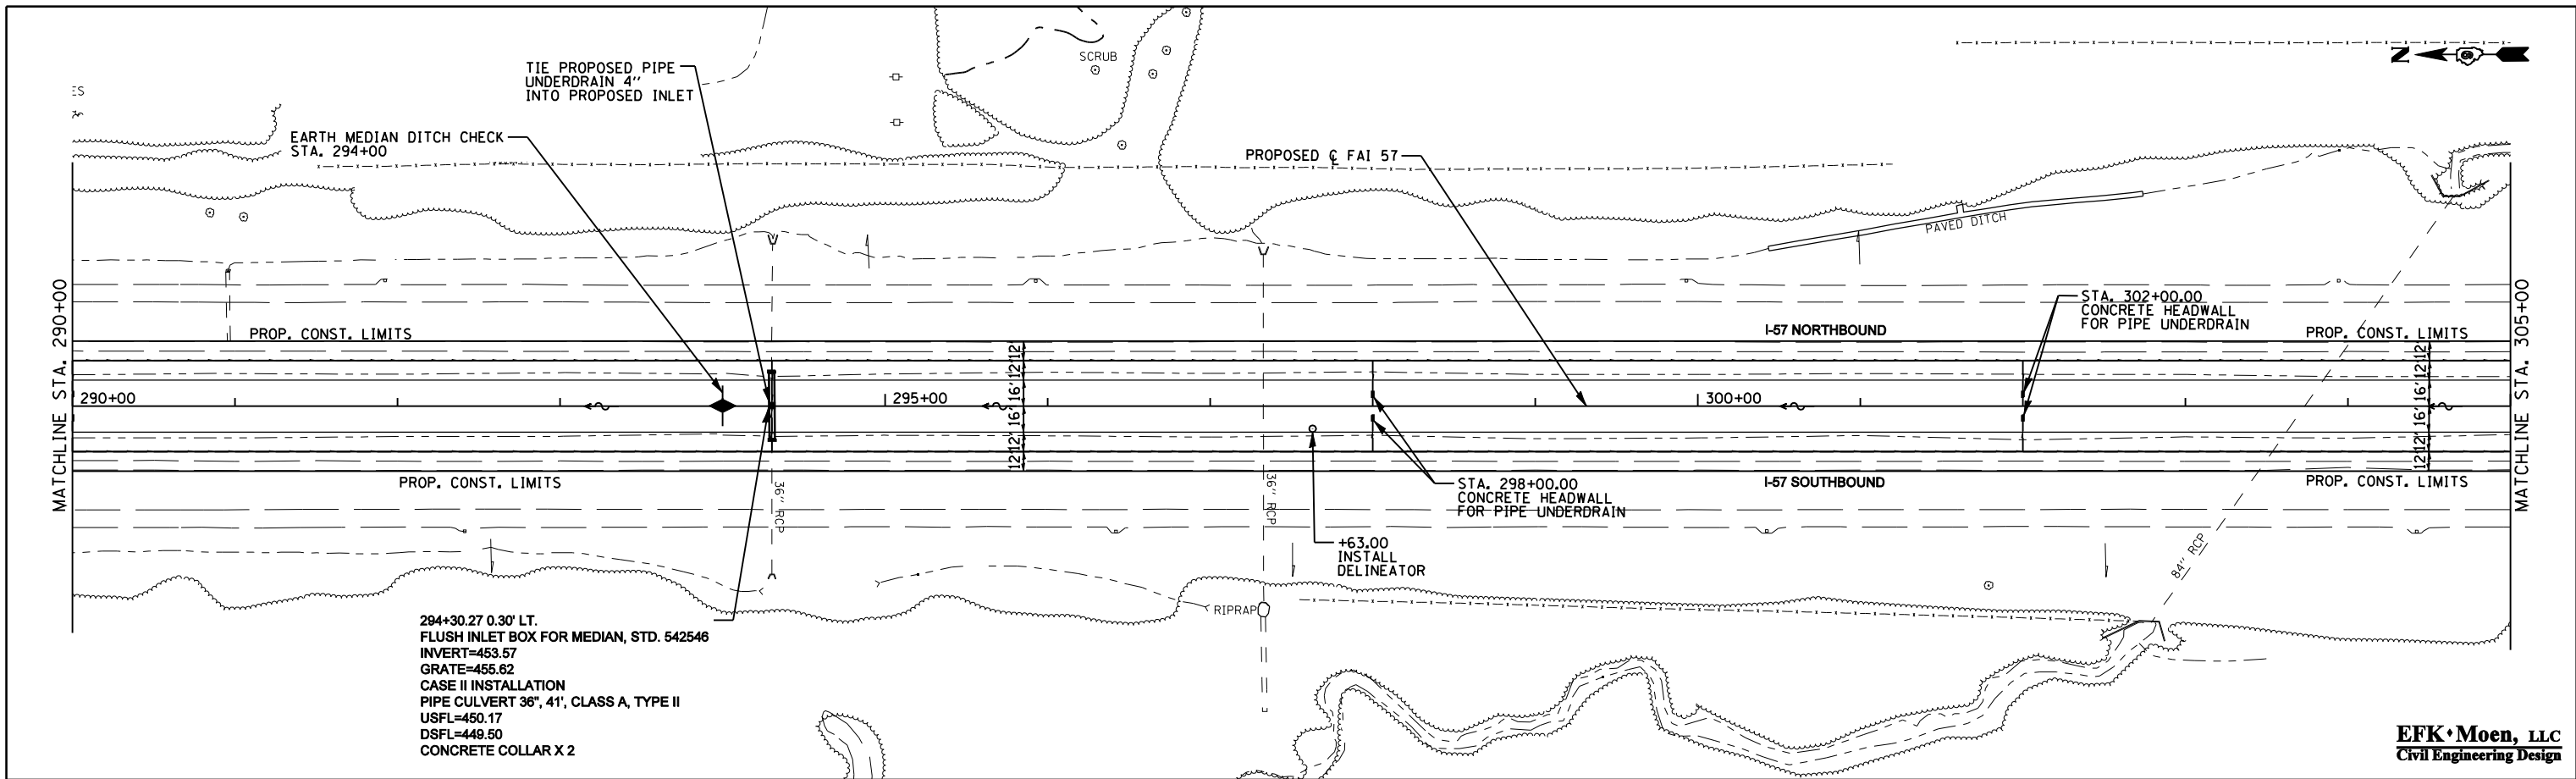 TIE PROPOSED PIPE
UNDERDRAIN 4"
INTO PROPOSED INLET
SCRUB
N
EARTH MEDIAN DITCH CHECK
STA. 294+00
PROPOSED ℄ FAI 57
PAVED DITCH
MATCHLINE STA. 290+00
PROP. CONST. LIMITS
I-57 NORTHBOUND
STA. 302+00.00
CONCRETE HEADWALL
FOR PIPE UNDERDRAIN
PROP. CONST. LIMITS
MATCHLINE STA. 305+00
290+00
295+00
300+00
12' 12' 16' 16' 12' 12'
12' 12' 16' 16' 12' 12'
PROP. CONST. LIMITS
36" RCP
36" RCP
STA. 298+00.00
CONCRETE HEADWALL
FOR PIPE UNDERDRAIN
I-57 SOUTHBOUND
PROP. CONST. LIMITS
+63.00
INSTALL
DELINEATOR
84" RCP
RIPRAP
294+30.27 0.30' LT.
FLUSH INLET BOX FOR MEDIAN, STD. 542546
INVERT=453.57
GRATE=455.62
CASE II INSTALLATION
PIPE CULVERT 36", 41', CLASS A, TYPE II
USFL=450.17
DSFL=449.50
CONCRETE COLLAR X 2
EFK•Moen, LLC
Civil Engineering Design